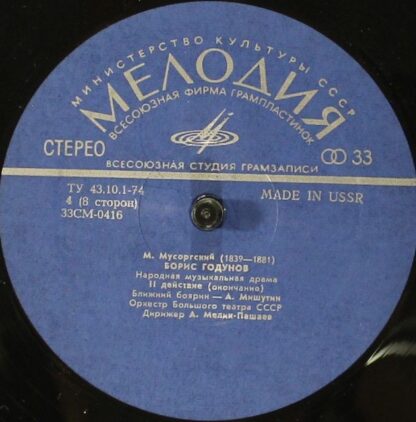 МИНИСТЕРСТВО КУЛЬТУРЫ СССР
МЕЛОДИЯ
ВСЕСОЮЗНАЯ ФИРМА ГРАМПЛАСТИНОК
СТЕРЕО
33
ВСЕСОЮЗНАЯ СТУДИЯ ГРАМЗАПИСИ
ТУ 43.10.1-74
MADE IN USSR
4 (8 сторон)
33СМ-0416
М. Мусоргский (1839—1881)
БОРИС ГОДУНОВ
Народная музыкальная драма
II действие (окончание)
Ближний боярин — А. Мишутин
Оркестр Большого театра СССР
Дирижер А. Мелик-Пашаев